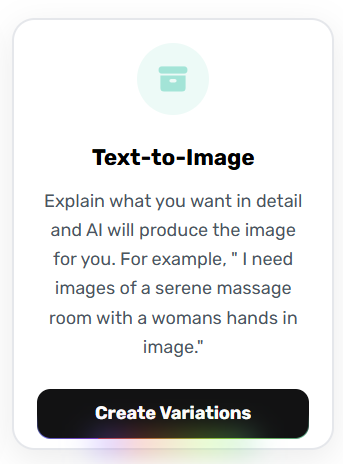 Text-to-Image
Explain what you want in detail
and AI will produce the image
for you. For example, " I need
images of a serene massage
room with a womans hands in
image."
Create Variations